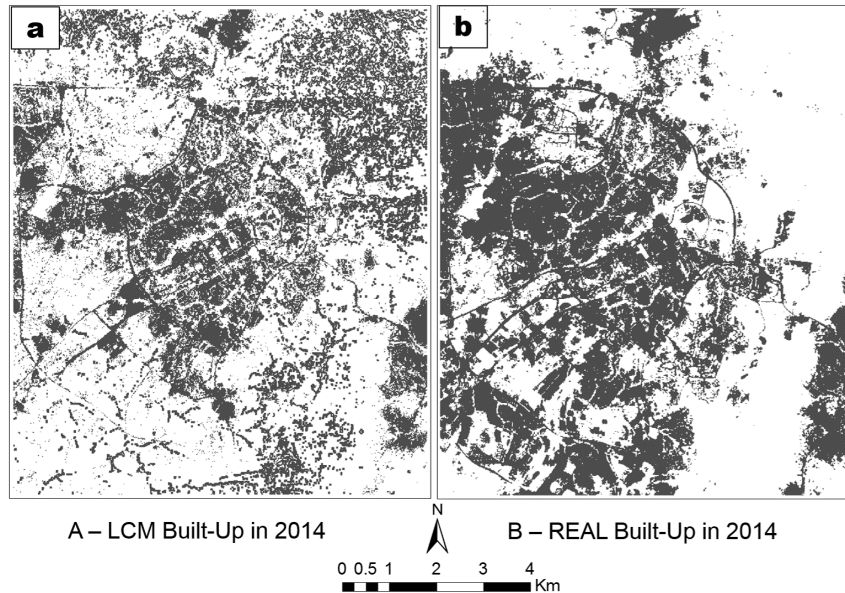 a
b
A – LCM Built-Up in 2014
N
B – REAL Built-Up in 2014
0 0.5 1 2 3 4
Km